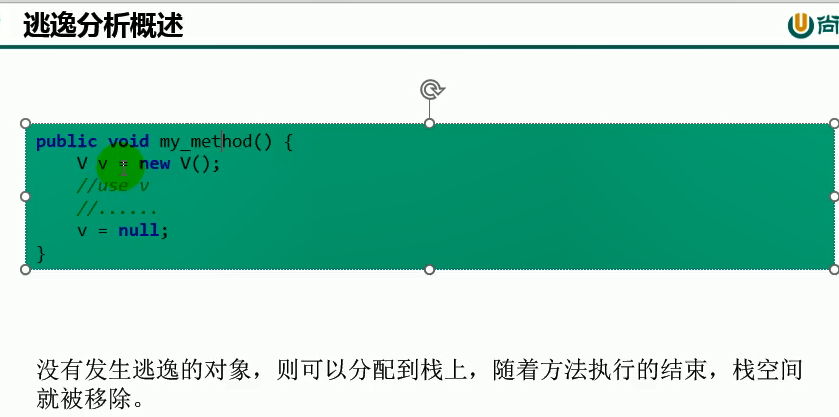 逃逸分析概述
尚
public void my_method() {
V v = new V();
//use v
//......
v = null;
}
没有发生逃逸的对象，则可以分配到栈上，随着方法执行的结束，栈空间
就被移除。